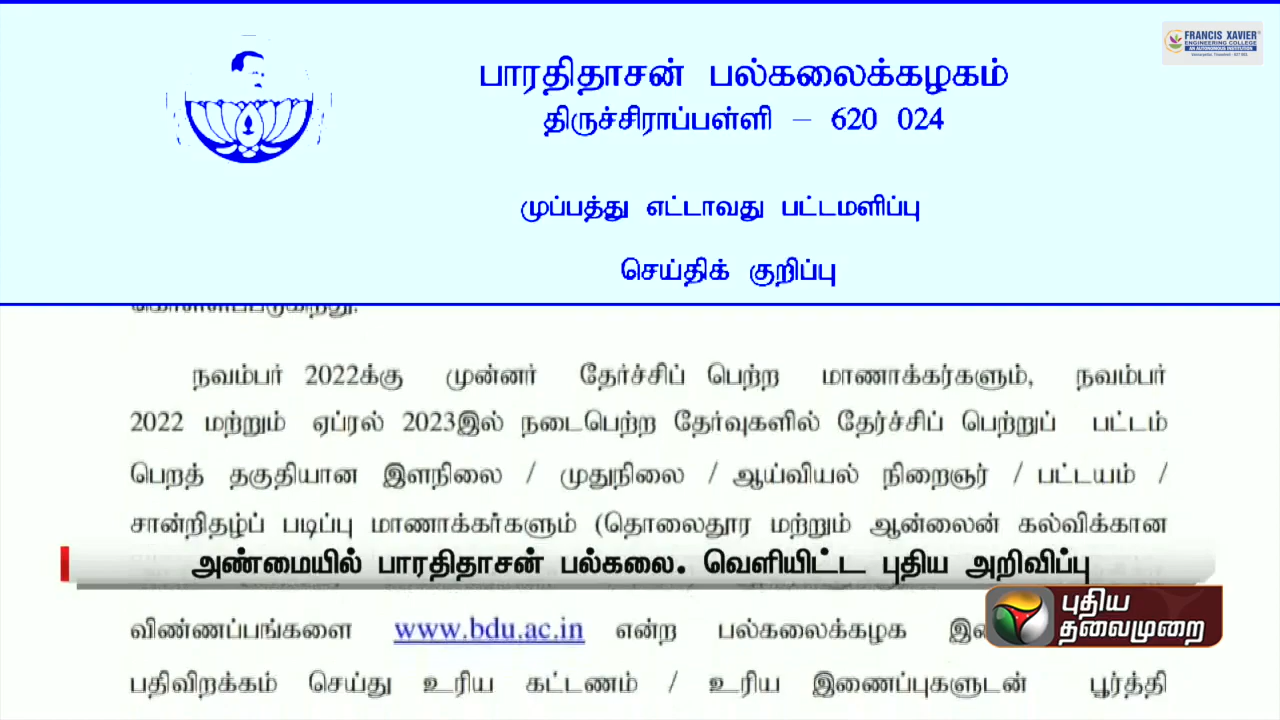 FRANCIS XAVIER
ENGINEERING COLLEGE
AN AUTONOMOUS INSTITUTION
பாரதிதாசன் பல்கலைக்கழகம்
திருச்சிராப்பள்ளி – 620 024
முப்பத்து எட்டாவது பட்டமளிப்பு
செய்திக் குறிப்பு
நவம்பர் 2022க்கு முன்னர் தேர்ச்சிப் பெற்ற மாணாக்கர்களும், நவம்பர்
2022 மற்றும் ஏப்ரல் 2023இல் நடைபெற்ற தேர்வுகளில் தேர்ச்சிப் பெற்றுப் பட்டம்
பெறத் தகுதியான இளநிலை / முதுநிலை / ஆய்வியல் நிறைஞர் / பட்டயம் /
சான்றிதழ்ப் படிப்பு மாணாக்கர்களும் (தொலைதூர மற்றும் ஆன்லைன் கல்விக்கான
அண்மையில் பாரதிதாசன் பல்கலை. வெளியிட்ட புதிய அறிவிப்பு
விண்ணப்பங்களை www.bdu.ac.in என்ற பல்கலைக்கழக
புதிய
தலைமுறை
பதிவிறக்கம் செய்து உரிய கட்டணம் / உரிய இணைப்புகளுடன் பூர்த்தி